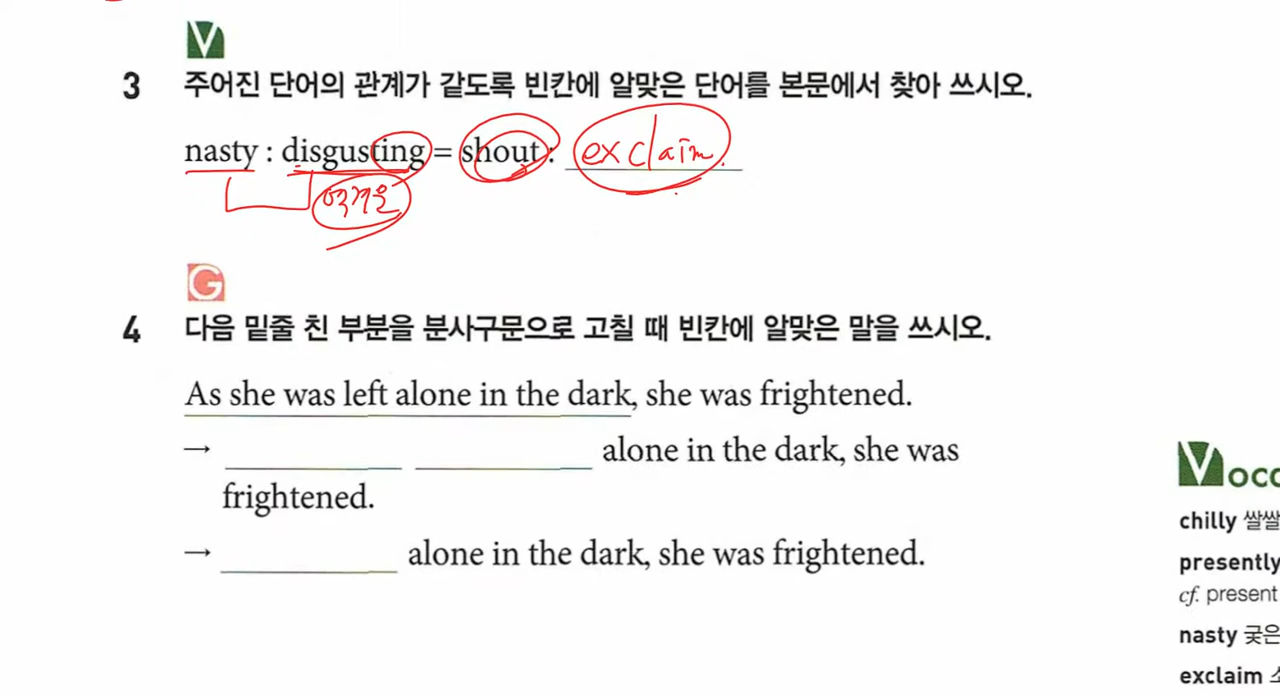 V
3 주어진 단어의 관계가 같도록 빈칸에 알맞은 단어를 본문에서 찾아 쓰시오.
nasty : disgusting = shout : exclaim
역겨운
G
4 다음 밑줄 친 부분을 분사구문으로 고칠 때 빈칸에 알맞은 말을 쓰시오.
As she was left alone in the dark, she was frightened.
→ alone in the dark, she was
frightened.
→ alone in the dark, she was frightened.
Vocc
chilly 쌀쌀
presently
cf. present
nasty 궂은
exclaim